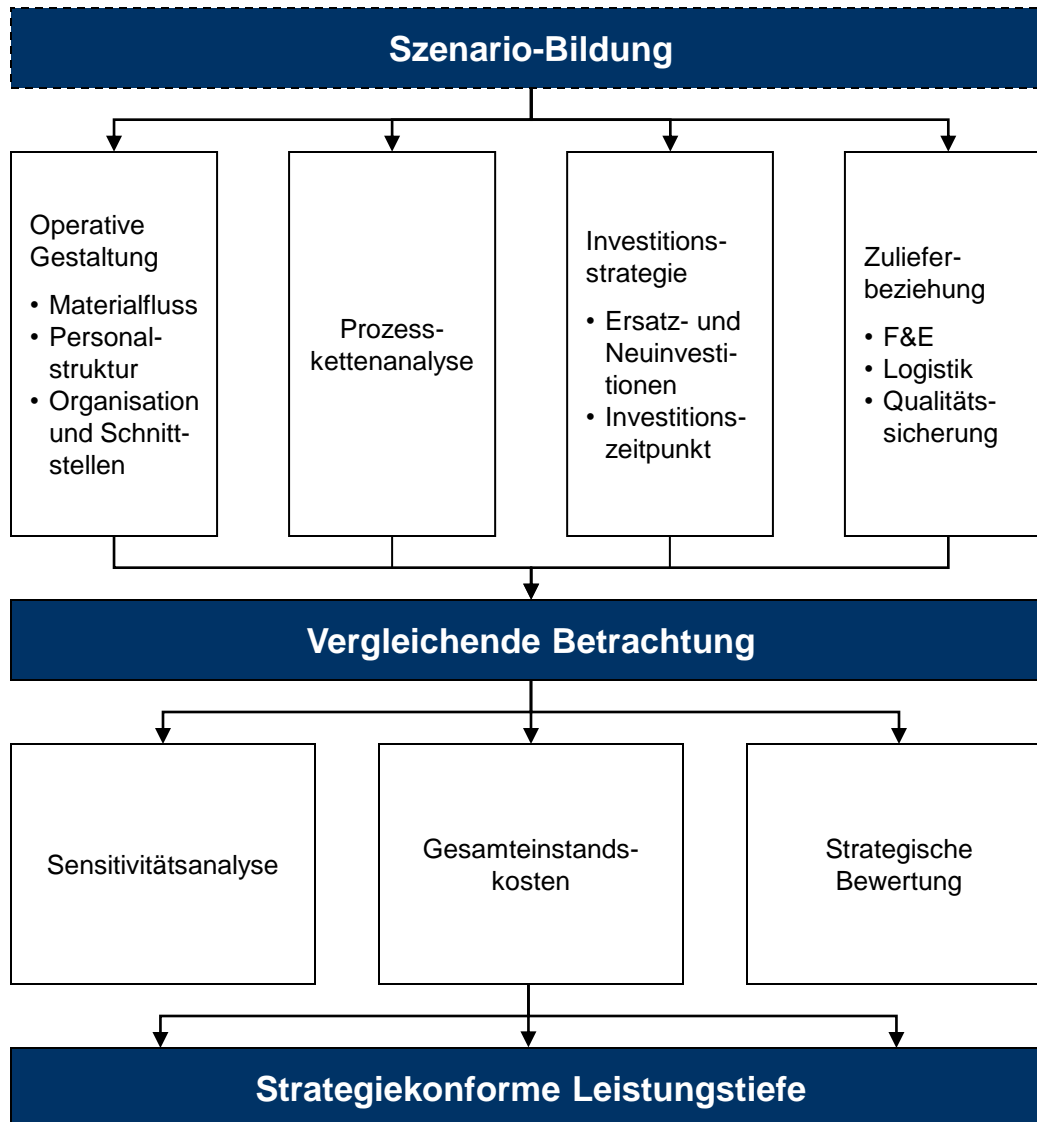 Szenario-Bildung
Operative
Gestaltung
• Materialfluss
• Personal-
struktur
• Organisation
und Schnitt-
stellen
Prozess-
kettenanalyse
Investitions-
strategie
• Ersatz- und
Neuinvesti-
tionen
• Investitions-
zeitpunkt
Zuliefer-
beziehung
• F&E
• Logistik
• Qualitäts-
sicherung
Vergleichende Betrachtung
Sensitivitätsanalyse
Gesamteinstands-
kosten
Strategische
Bewertung
Strategiekonforme Leistungstiefe